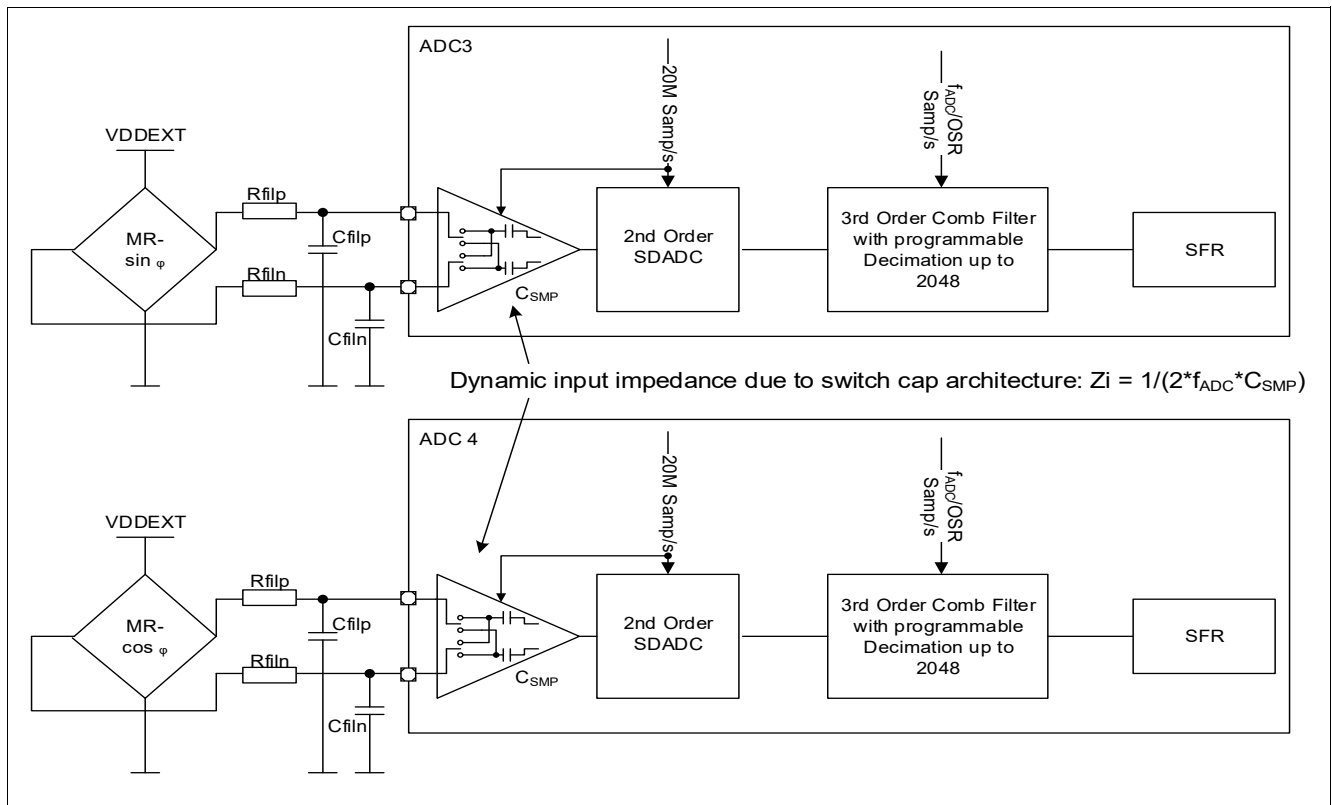 ADC3
20M Samp/s
fADC/OSR
Samp/s
VDDEXT
Rfilp
MR-
sin φ
Cfilp
Rfiln
Cfiln
CSMP
2nd Order
SDADC
3rd Order Comb Filter
with programmable
Decimation up to
2048
SFR
Dynamic input impedance due to switch cap architecture: Zi = 1/(2*fADC*CSMP)
ADC 4
20M Samp/s
fADC/OSR
Samp/s
VDDEXT
Rfilp
MR-
cos φ
Cfilp
Rfiln
Cfiln
CSMP
2nd Order
SDADC
3rd Order Comb Filter
with programmable
Decimation up to
2048
SFR